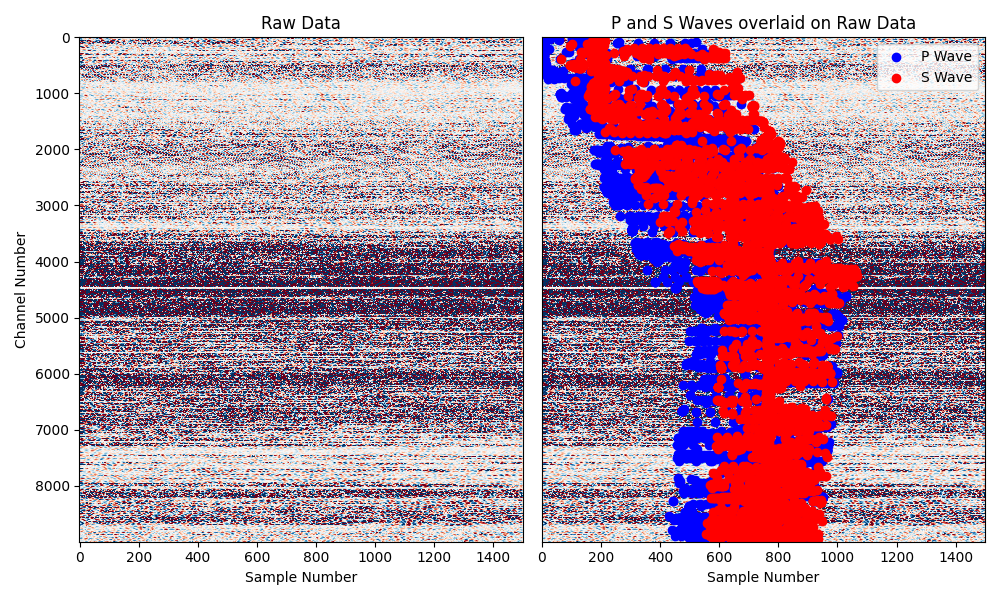 Raw Data
Channel Number
0
1000
2000
3000
4000
5000
6000
7000
8000
0 200 400 600 800 1000 1200 1400
Sample Number
P and S Waves overlaid on Raw Data
P Wave
S Wave
0 200 400 600 800 1000 1200 1400
Sample Number